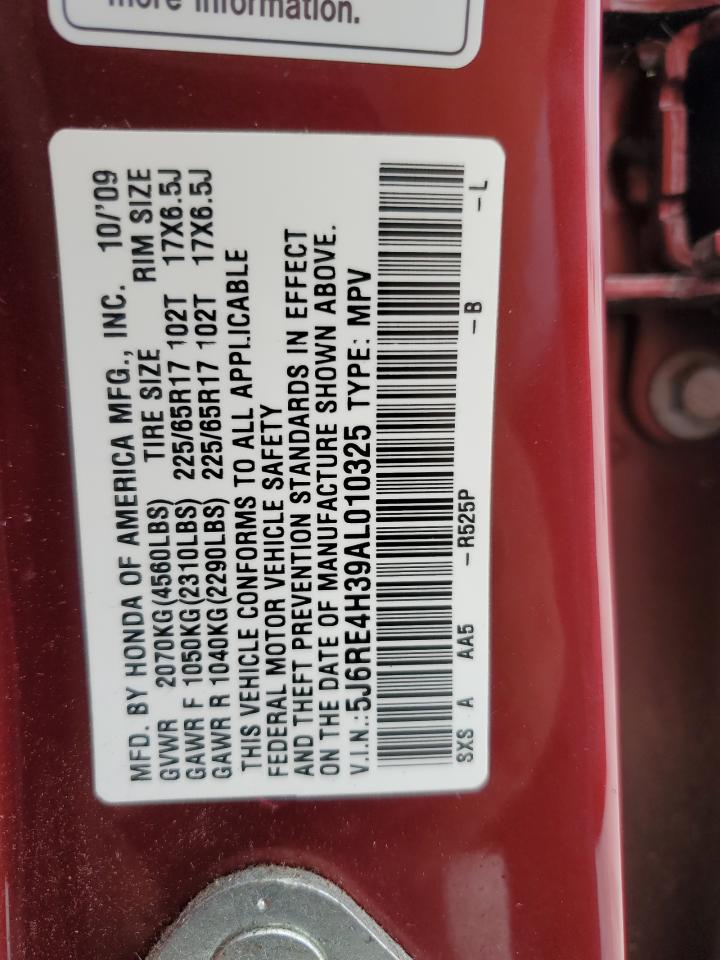 more information.
MFD. BY HONDA OF AMERICA MFG., INC. 10/'09
GVWR 2070KG(4560LBS) TIRE SIZE RIM SIZE
GAWR F 1050KG(2310LBS) 225/65R17 102T 17X6.5J
GAWR R 1040KG(2290LBS) 225/65R17 102T 17X6.5J
THIS VEHICLE CONFORMS TO ALL APPLICABLE
FEDERAL MOTOR VEHICLE SAFETY
AND THEFT PREVENTION STANDARDS IN EFFECT
ON THE DATE OF MANUFACTURE SHOWN ABOVE.
V.I.N.:5J6RE4H39AL010325 TYPE: MPV
SXS A AA5 -R525P -B -L